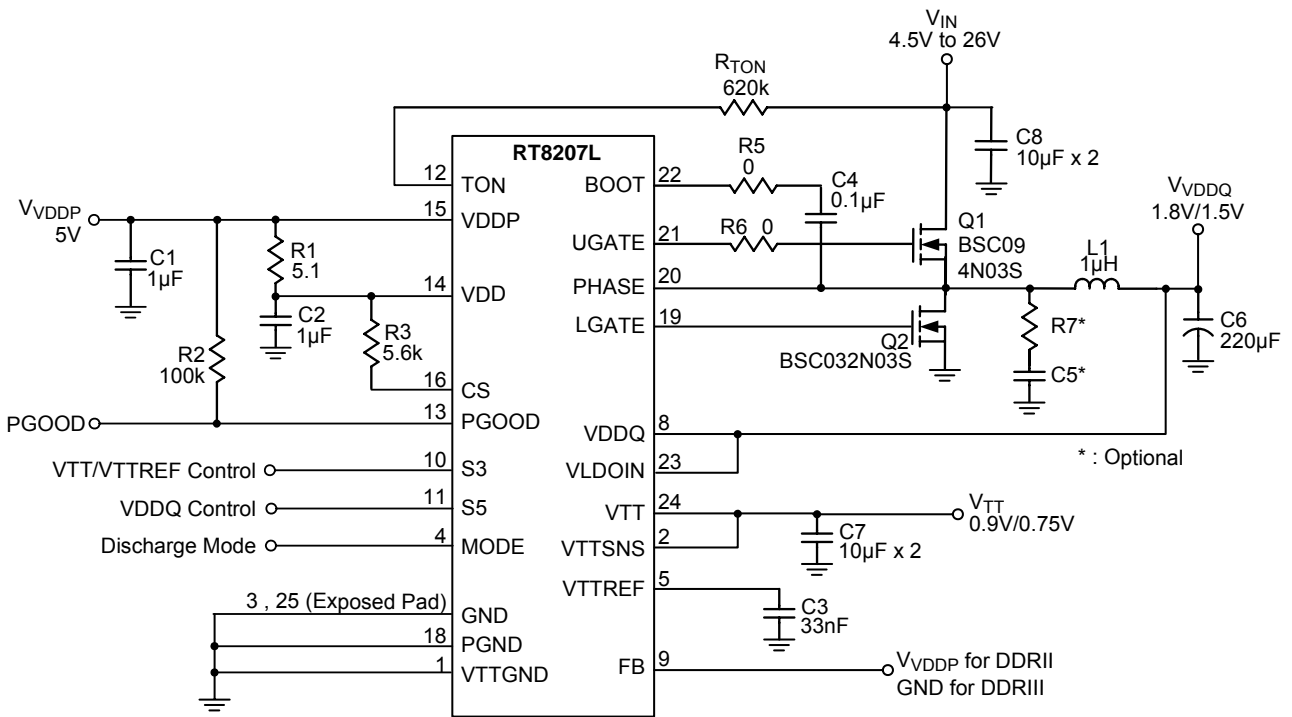 V_IN
4.5V to 26V
R_TON
620k
RT8207L
R5
0
C8
10µF x 2
12
TON
BOOT
22
C4
0.1µF
V_VDDQ
1.8V/1.5V
V_VDDP
5V
15
VDDP
C1
1µF
R1
5.1
UGATE
21
R6 0
Q1
BSC09
4N03S
L1
1µH
14
VDD
PHASE
20
C2
1µF
R3
5.6k
LGATE
19
Q2
BSC032N03S
R7*
C6
220µF
R2
100k
C5*
16
CS
PGOOD
13
PGOOD
VDDQ
8
* : Optional
VTT/VTTREF Control
10
S3
VLDOIN
23
VDDQ Control
11
S5
VTT
24
V_TT
0.9V/0.75V
Discharge Mode
4
MODE
VTTSNS
2
C7
10µF x 2
VTTREF
5
C3
33nF
3 , 25 (Exposed Pad)
GND
18
PGND
1
VTTGND
FB
9
V_VDDP for DDRII
GND for DDRIII